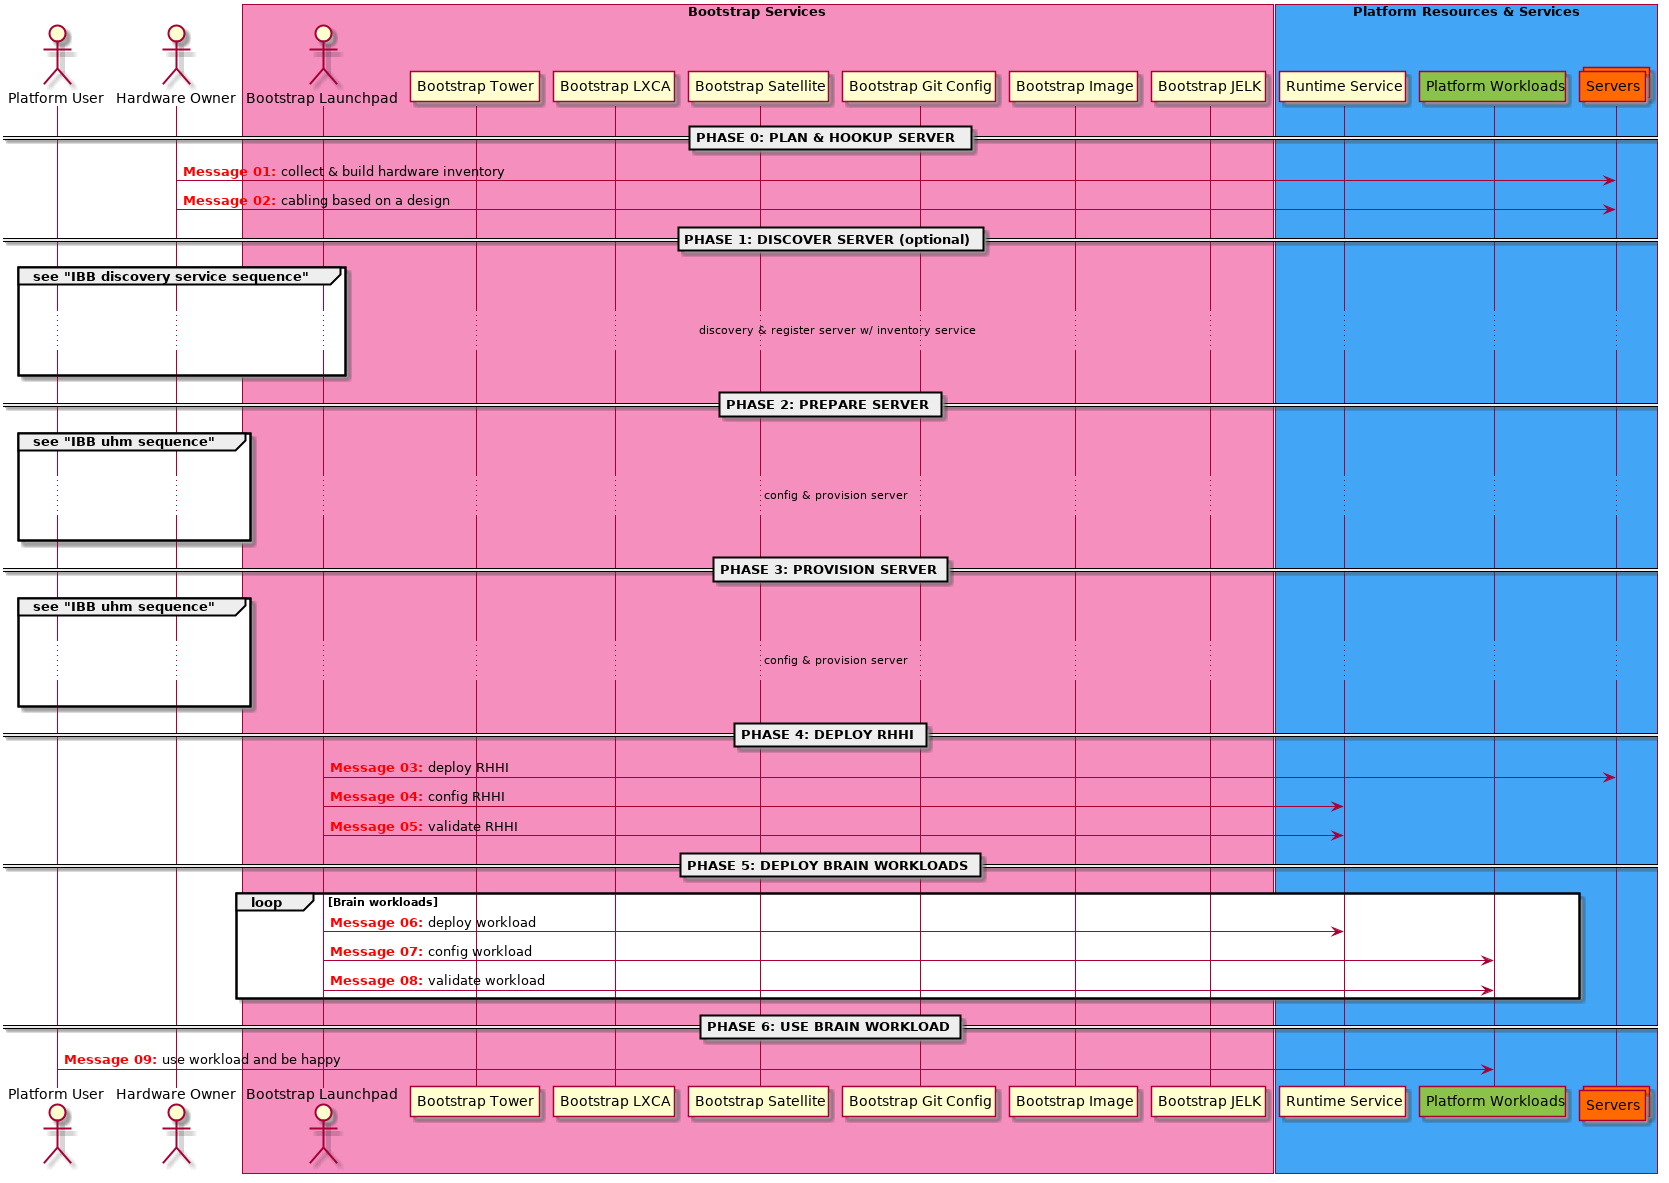 Bootstrap Services
Platform Resources & Services
Platform User
Hardware Owner
Bootstrap Launchpad
Bootstrap Tower
Bootstrap LXCA
Bootstrap Satellite
Bootstrap Git Config
Bootstrap Image
Bootstrap JELK
Runtime Service
Platform Workloads
Servers
PHASE 0: PLAN & HOOKUP SERVER
Message 01: collect & build hardware inventory
Message 02: cabling based on a design
PHASE 1: DISCOVER SERVER (optional)
see "IBB discovery service sequence"
discovery & register server w/ inventory service
PHASE 2: PREPARE SERVER
see "IBB uhm sequence"
config & provision server
PHASE 3: PROVISION SERVER
see "IBB uhm sequence"
config & provision server
PHASE 4: DEPLOY RHHI
Message 03: deploy RHHI
Message 04: config RHHI
Message 05: validate RHHI
PHASE 5: DEPLOY BRAIN WORKLOADS
loop [Brain workloads]
Message 06: deploy workload
Message 07: config workload
Message 08: validate workload
PHASE 6: USE BRAIN WORKLOAD
Message 09: use workload and be happy
Platform User
Hardware Owner
Bootstrap Launchpad
Bootstrap Tower
Bootstrap LXCA
Bootstrap Satellite
Bootstrap Git Config
Bootstrap Image
Bootstrap JELK
Runtime Service
Platform Workloads
Servers